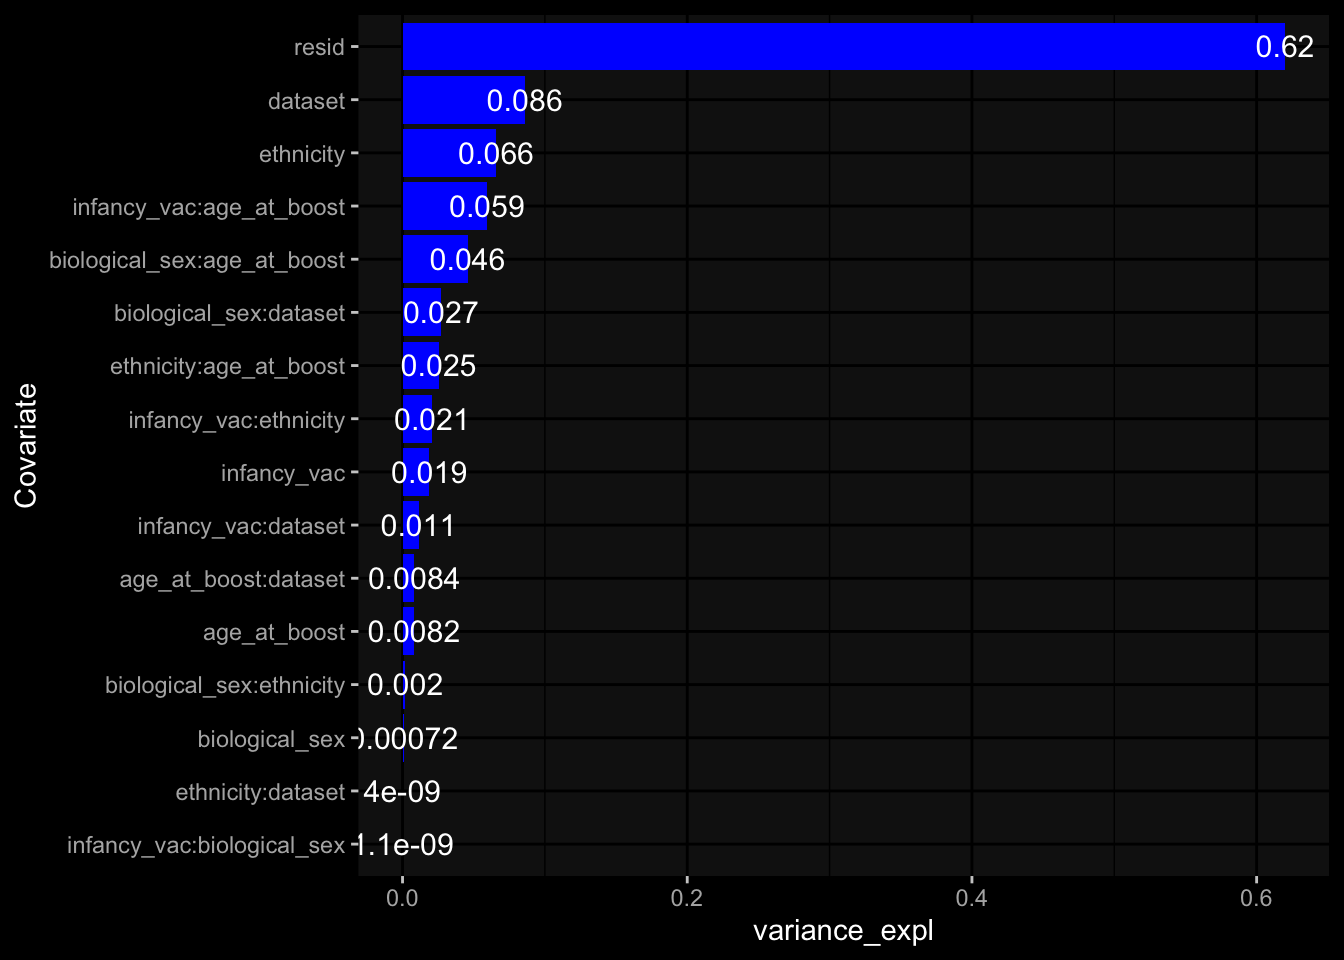 resid 0.62
dataset 0.086
ethnicity 0.066
infancy_vac:age_at_boost 0.059
biological_sex:age_at_boost 0.046
biological_sex:dataset 0.027
ethnicity:age_at_boost 0.025
infancy_vac:ethnicity 0.021
infancy_vac 0.019
infancy_vac:dataset 0.011
age_at_boost:dataset 0.0084
age_at_boost 0.0082
biological_sex:ethnicity 0.002
biological_sex 0.00072
ethnicity:dataset 4e-09
infancy_vac:biological_sex 1.1e-09
Covariate
0.0 0.2 0.4 0.6
variance_expl